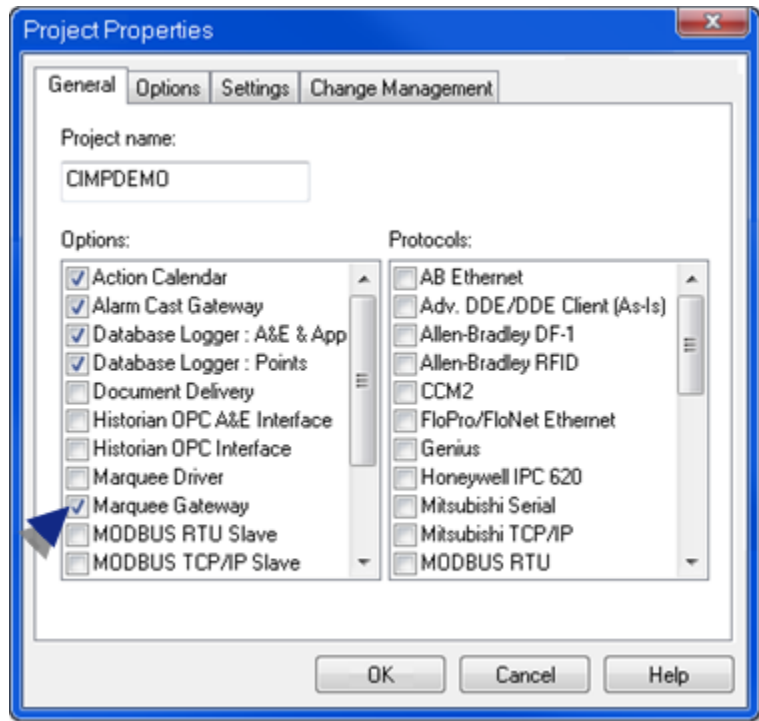 Project Properties
General Options Settings Change Management
Project name:
CIMPDEMO
Options:
Action Calendar
Alarm Cast Gateway
Database Logger : A&E & App
Database Logger : Points
Document Delivery
Historian OPC A&E Interface
Historian OPC Interface
Marquee Driver
Marquee Gateway
MODBUS RTU Slave
MODBUS TCP/IP Slave
Protocols:
AB Ethernet
Adv. DDE/DDE Client (As-Is)
Allen-Bradley DF-1
Allen-Bradley RFID
CCM2
FloPro/FloNet Ethernet
Genius
Honeywell IPC 620
Mitsubishi Serial
Mitsubishi TCP/IP
MODBUS RTU
OK Cancel Help